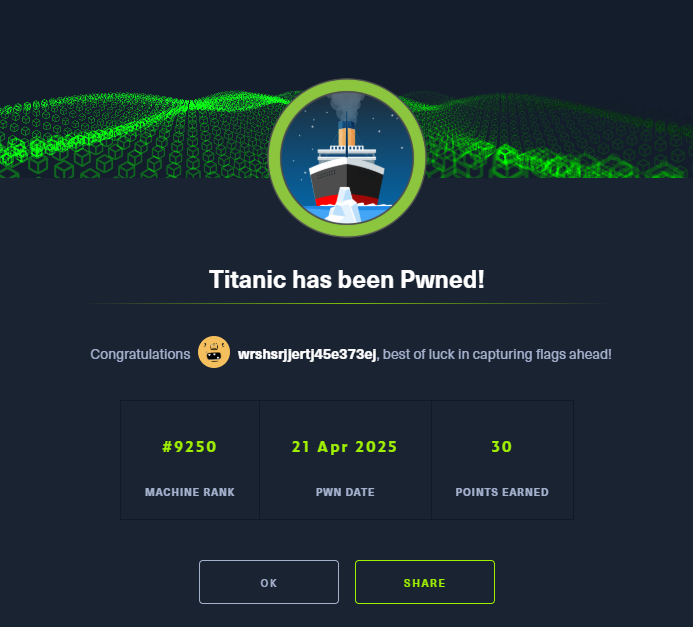 Titanic has been Pwned!
Congratulations wrshsrjjertj45e373ej, best of luck in capturing flags ahead!
#9250 21 Apr 2025 30
MACHINE RANK PWN DATE POINTS EARNED
OK SHARE